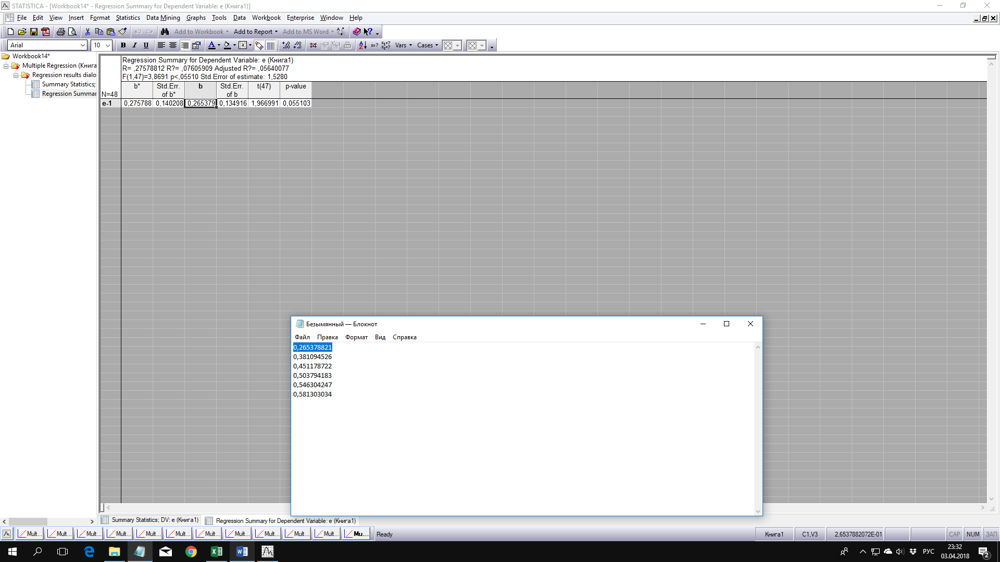 STATISTICA - [Workbook14* - Regression Summary for Dependent Variable: e (Книга1)]
File Edit View Insert Format Statistics Data Mining Graphs Tools Data Workbook Enterprise Window Help
Add to Workbook Add to Report Add to MS Word
Arial 10 B I U Vars Cases
Workbook14*
Multiple Regression (Книга
Regression results dialo
Summary Statistics;
Regression Summar
Regression Summary for Dependent Variable: e (Книга1)
R= ,27578812 R?= ,07605909 Adjusted R?= ,05640077
F(1,47)=3,8691 p<,05510 Std.Error of estimate: 1,5280
b* Std.Err. b Std.Err. t(47) p-value
N=48 of b* of b
e-1 0,275788 0,140208 0,265379 0,134916 1,966991 0,055103
Безымянный — Блокнот
Файл Правка Формат Вид Справка
0,265378821
0,381094526
0,451178722
0,503794183
0,546304247
0,581303034
Summary Statistics; DV: e (Книга1) Regression Summary for Dependent Variable: e (Книга1)
Mult... Mult... Mult... Mult... Mult... Mult... Mult... Mult... Mult... Mult... Mult... Mu... Ready Книга1 C1,V3 2,6537882072E-01 CAP NUM ЗАП
РУС 23:32
03.04.2018 2